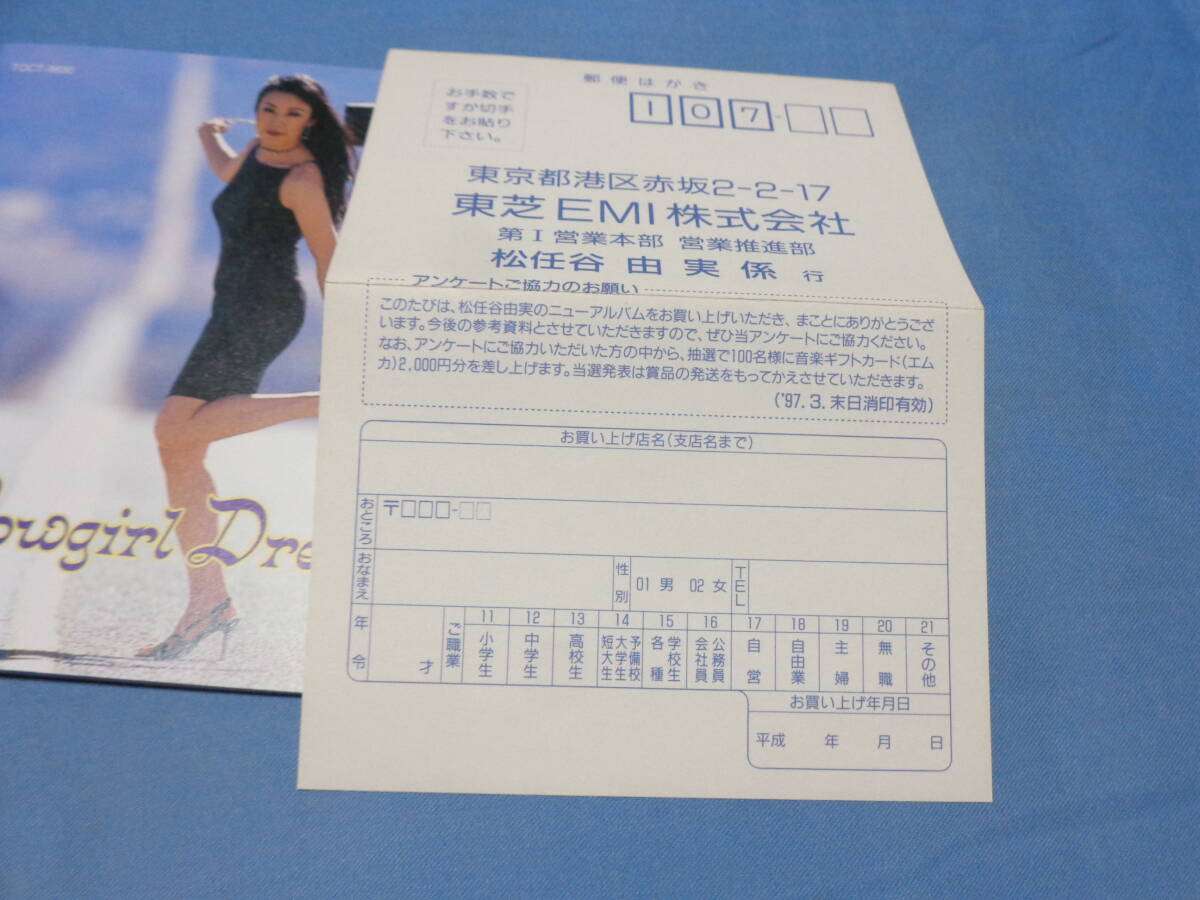 郵便はがき
お手数で
すが切手
をお貼り
下さい。
107-
東京都港区赤坂2-2-17
東芝EMI株式会社
第I営業本部 営業推進部
松任谷由実係 行
アンケートご協力のお願い
このたびは、松任谷由実のニューアルバムをお買い上げいただき、まことにありがとうござ
います。今後の参考資料とさせていただきますので、ぜひ当アンケートにご協力ください。
なお、アンケートにご協力いただいた方の中から、抽選で100名様に音楽ギフトカード(エム
カ)2,000円分を差し上げます。当選発表は賞品の発送をもってかえさせていただきます。
('97.3.末日消印有効)
お買い上げ店名(支店名まで)
おところ
〒□□□-□□
おなまえ
性別
01 男 02 女
TEL
年令
才
ご職業
11 小学生
12 中学生
13 高校生
14 予備校 大学生 短大生
15 学校生 各種
16 公務員 会社員
17 自営
18 自由業
19 主婦
20 無職
21 その他
お買い上げ年月日
平成 年 月 日
owgirl Dre